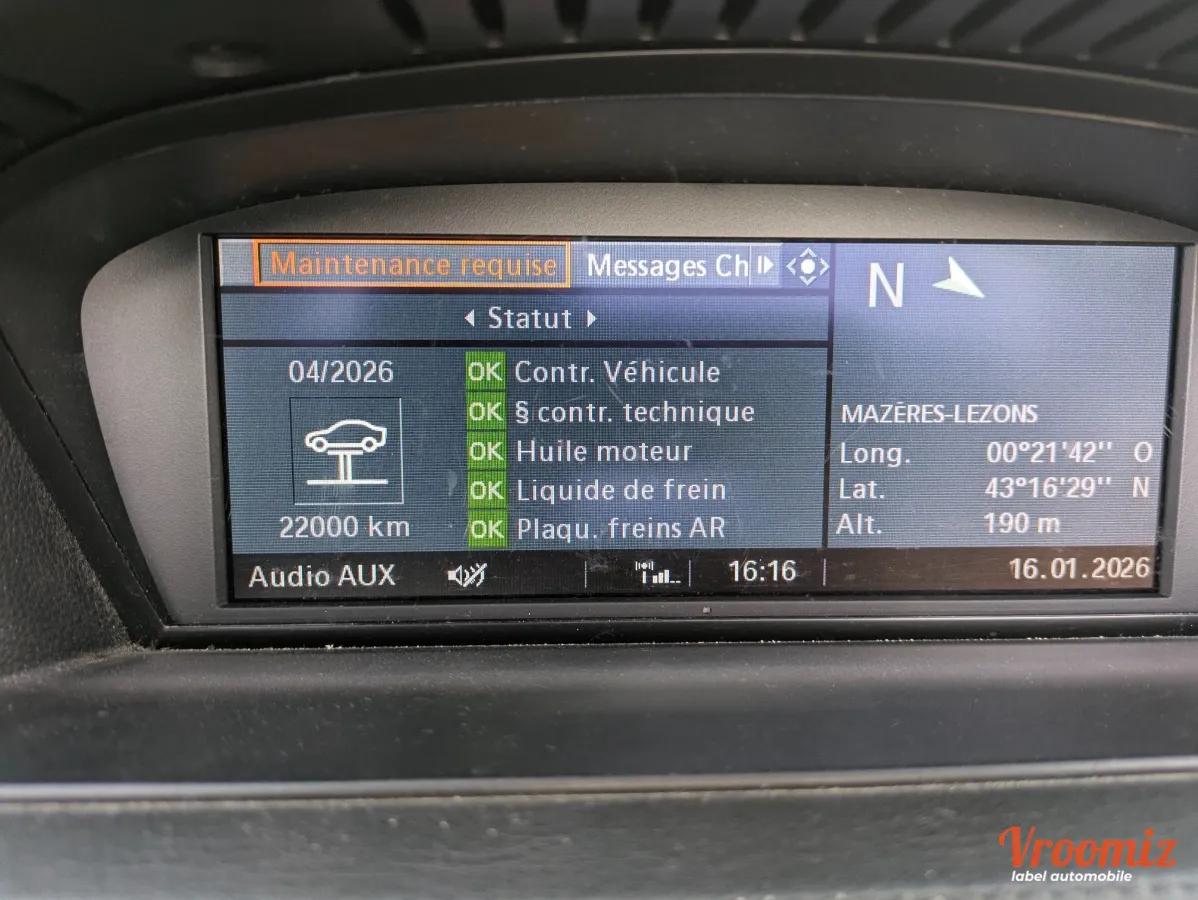 Maintenance requise Messages Ch
Statut
04/2026
OK Contr. Véhicule
OK § contr. technique
OK Huile moteur
OK Liquide de frein
22000 km
OK Plaqu. freins AR
N
MAZÈRES-LEZONS
Long. 00°21'42'' O
Lat. 43°16'29'' N
Alt. 190 m
Audio AUX 16:16 16.01.2026
Vroomiz
label automobile